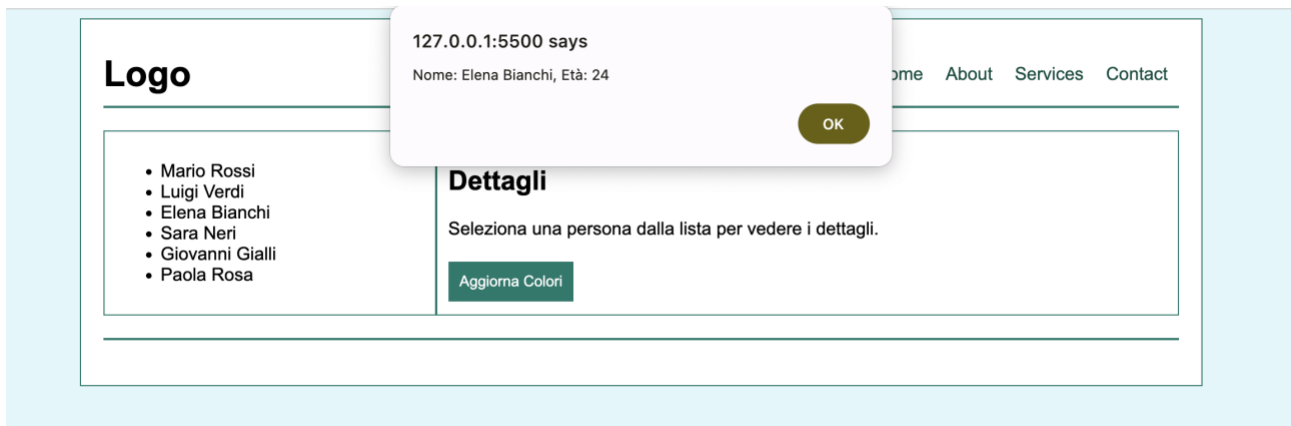 127.0.0.1:5500 says
Nome: Elena Bianchi, Età: 24
OK
Logo
ome About Services Contact
Mario Rossi
Luigi Verdi
Elena Bianchi
Sara Neri
Giovanni Gialli
Paola Rosa
Dettagli
Seleziona una persona dalla lista per vedere i dettagli.
Aggiorna Colori